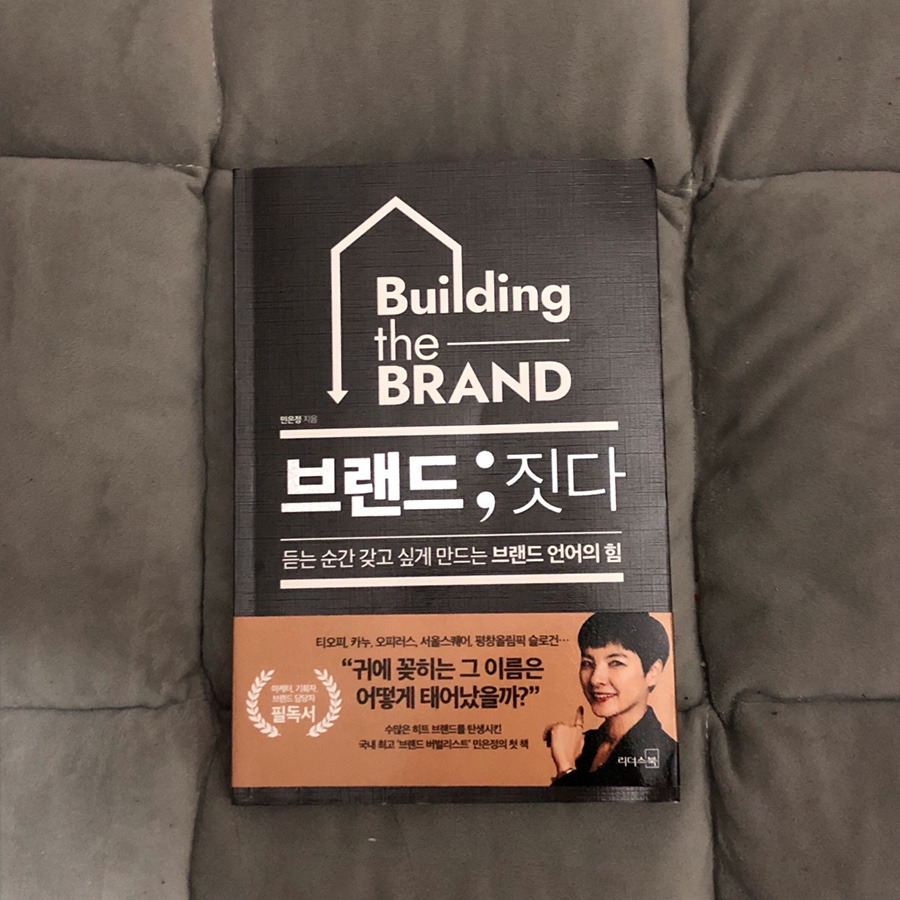 Building
the
BRAND
민은정 지음
브랜드;짓다
듣는 순간 갖고 싶게 만드는 브랜드 언어의 힘
티오피, 카누, 오피러스, 서울스퀘어, 평창올림픽 슬로건…
“귀에 꽂히는 그 이름은
어떻게 태어났을까?”
마케터, 기획자,
브랜드 담당자
필독서
수많은 히트 브랜드를 탄생시킨
국내 최고 ‘브랜드 버벌리스트’ 민은정의 첫 책
리더스북